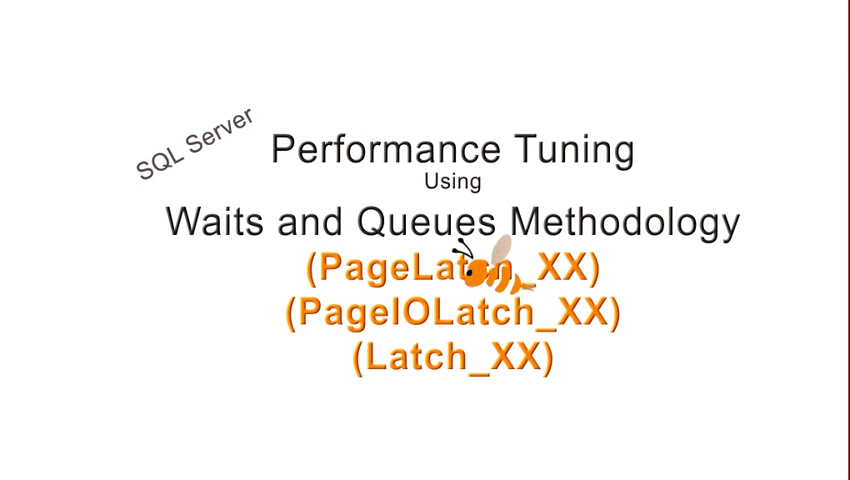 SQL Server
Performance Tuning
Using
Waits and Queues Methodology
(PageLatch_XX)
(PageIOLatch_XX)
(Latch_XX)